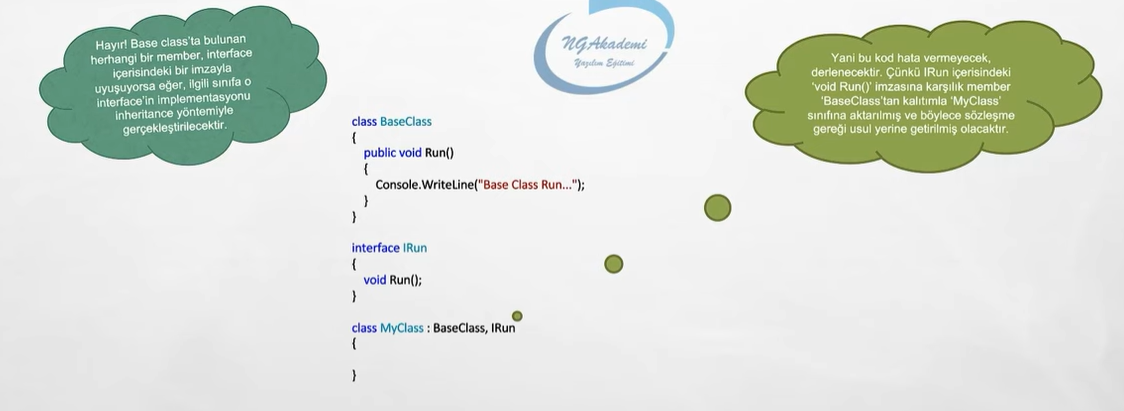 Hayır! Base class'ta bulunan
herhangi bir member, interface
içerisindeki bir imzayla
uyuşuyorsa eğer, ilgili sınıfa o
interface'in implementasyonu
inheritance yöntemiyle
gerçekleştirilecektir.
NGAkademi
Yazılım Eğitimi
Yani bu kod hata vermeyecek,
derlenecektir. Çünkü IRun içerisindeki
'void Run()' imzasına karşılık member
'BaseClass'tan kalıtımla 'MyClass'
sınıfına aktarılmış ve böylece sözleşme
gereği usul yerine getirilmiş olacaktır.
class BaseClass
{
public void Run()
{
Console.WriteLine("Base Class Run...");
}
}
interface IRun
{
void Run();
}
class MyClass : BaseClass, IRun
{
}